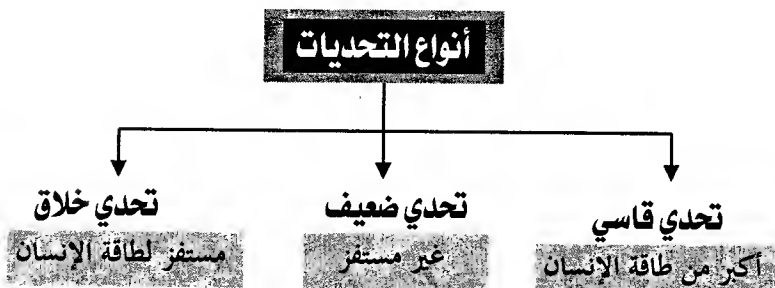 أنواع التحديات
تحدي قاسي
أكبر من طاقة الإنسان
تحدي ضعيف
غير مستفز
تحدي خلاق
مستفز لطاقة الإنسان